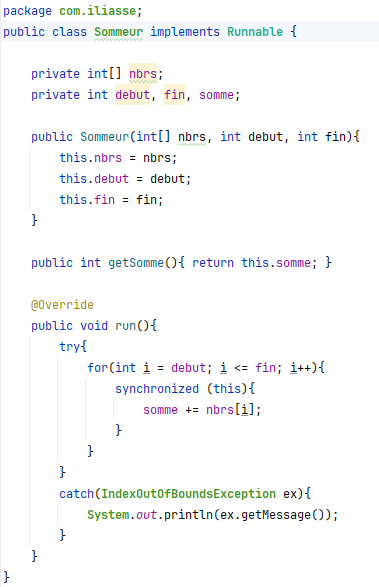 package com.iliasse;
public class Sommeur implements Runnable {
private int[] nbrs;
private int debut, fin, somme;
public Sommeur(int[] nbrs, int debut, int fin){
this.nbrs = nbrs;
this.debut = debut;
this.fin = fin;
}
public int getSomme(){ return this.somme; }
@Override
public void run(){
try{
for(int i = debut; i <= fin; i++){
synchronized (this){
somme += nbrs[i];
}
}
}
catch(IndexOutOfBoundsException ex){
System.out.println(ex.getMessage());
}
}
}